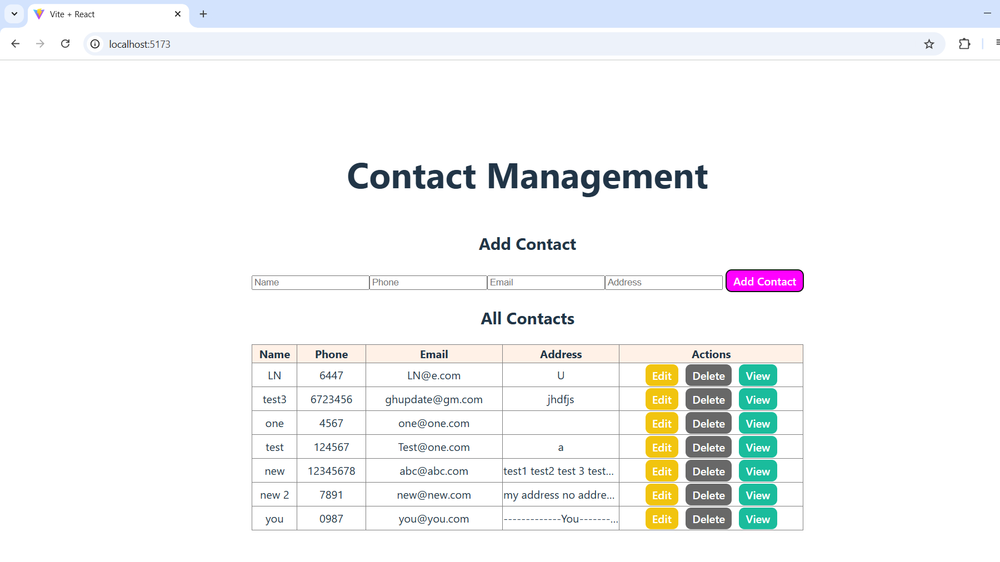 Vite + React
localhost:5173
Contact Management
Add Contact
Name Phone Email Address Add Contact
All Contacts
Name Phone Email Address Actions
LN 6447 LN@e.com U Edit Delete View
test3 6723456 ghupdate@gm.com jhdfjs Edit Delete View
one 4567 one@one.com Edit Delete View
test 124567 Test@one.com a Edit Delete View
new 12345678 abc@abc.com test1 test2 test 3 test... Edit Delete View
new 2 7891 new@new.com my address no addre... Edit Delete View
you 0987 you@you.com -------------You-------... Edit Delete View